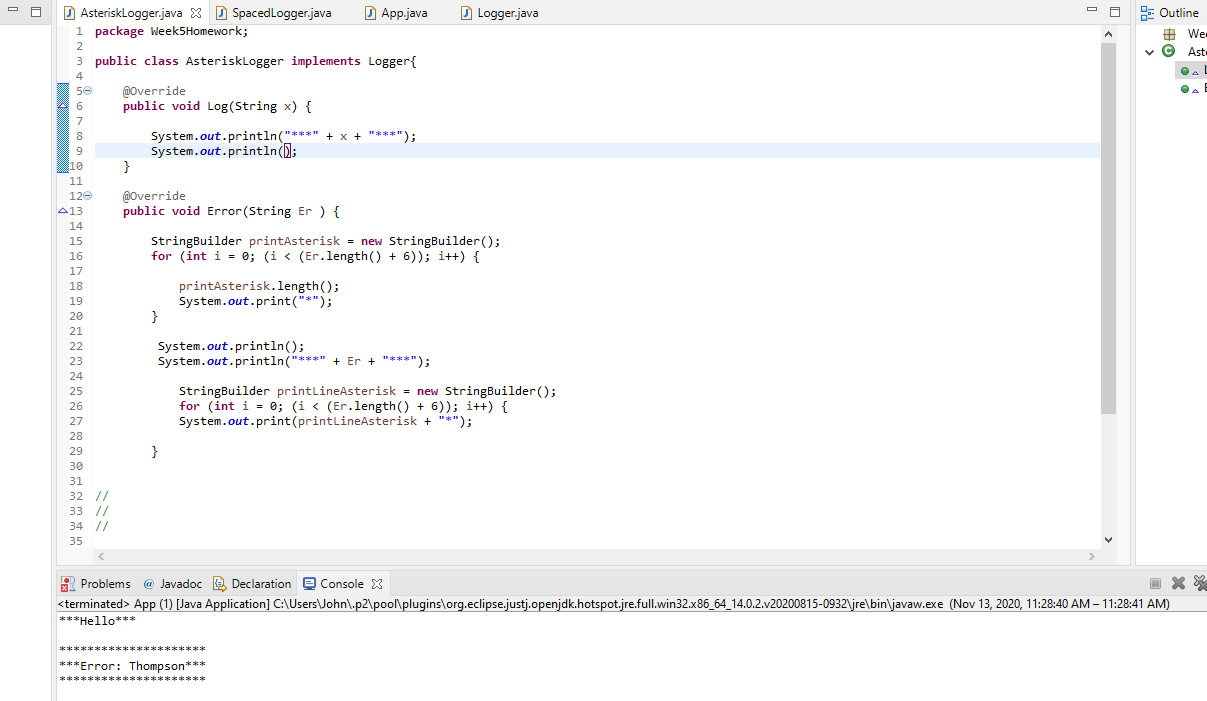 AsteriskLogger.java SpacedLogger.java App.java Logger.java Outline
1 package Week5Homework;
2
3 public class AsteriskLogger implements Logger{
4
5 @Override
6 public void Log(String x) {
7
8 System.out.println("***" + x + "***");
9 System.out.println();
10 }
11
12 @Override
13 public void Error(String Er ) {
14
15 StringBuilder printAsterisk = new StringBuilder();
16 for (int i = 0; (i < (Er.length() + 6)); i++) {
17
18 printAsterisk.length();
19 System.out.print("*");
20 }
21
22 System.out.println();
23 System.out.println("***" + Er + "***");
24
25 StringBuilder printLineAsterisk = new StringBuilder();
26 for (int i = 0; (i < (Er.length() + 6)); i++) {
27 System.out.print(printLineAsterisk + "*");
28
29 }
30
31
32 //
33 //
34 //
35
Problems @ Javadoc Declaration Console
<terminated> App (1) [Java Application] C:\Users\John\.p2\pool\plugins\org.eclipse.justj.openjdk.hotspot.jre.full.win32.x86_64_14.0.2.v20200815-0932\jre\bin\javaw.exe (Nov 13, 2020, 11:28:40 AM – 11:28:41 AM)
***Hello***
*********************
***Error: Thompson***
*********************